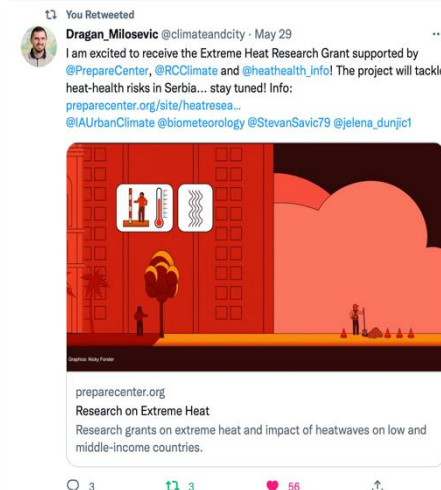 You Retweeted
Dragan_Milosevic @climateandcity · May 29
I am excited to receive the Extreme Heat Research Grant supported by
@PrepareCenter, @RCClimate and @heathealth_info! The project will tackle
heat-health risks in Serbia... stay tuned! Info:
preparecenter.org/site/heatresea...
@IAUrbanClimate @biometeorology @StevanSavic79 @jelena_dunjic1
Graphics: Nicky Forster
preparecenter.org
Research on Extreme Heat
Research grants on extreme heat and impact of heatwaves on low and
middle-income countries.
3 3 56